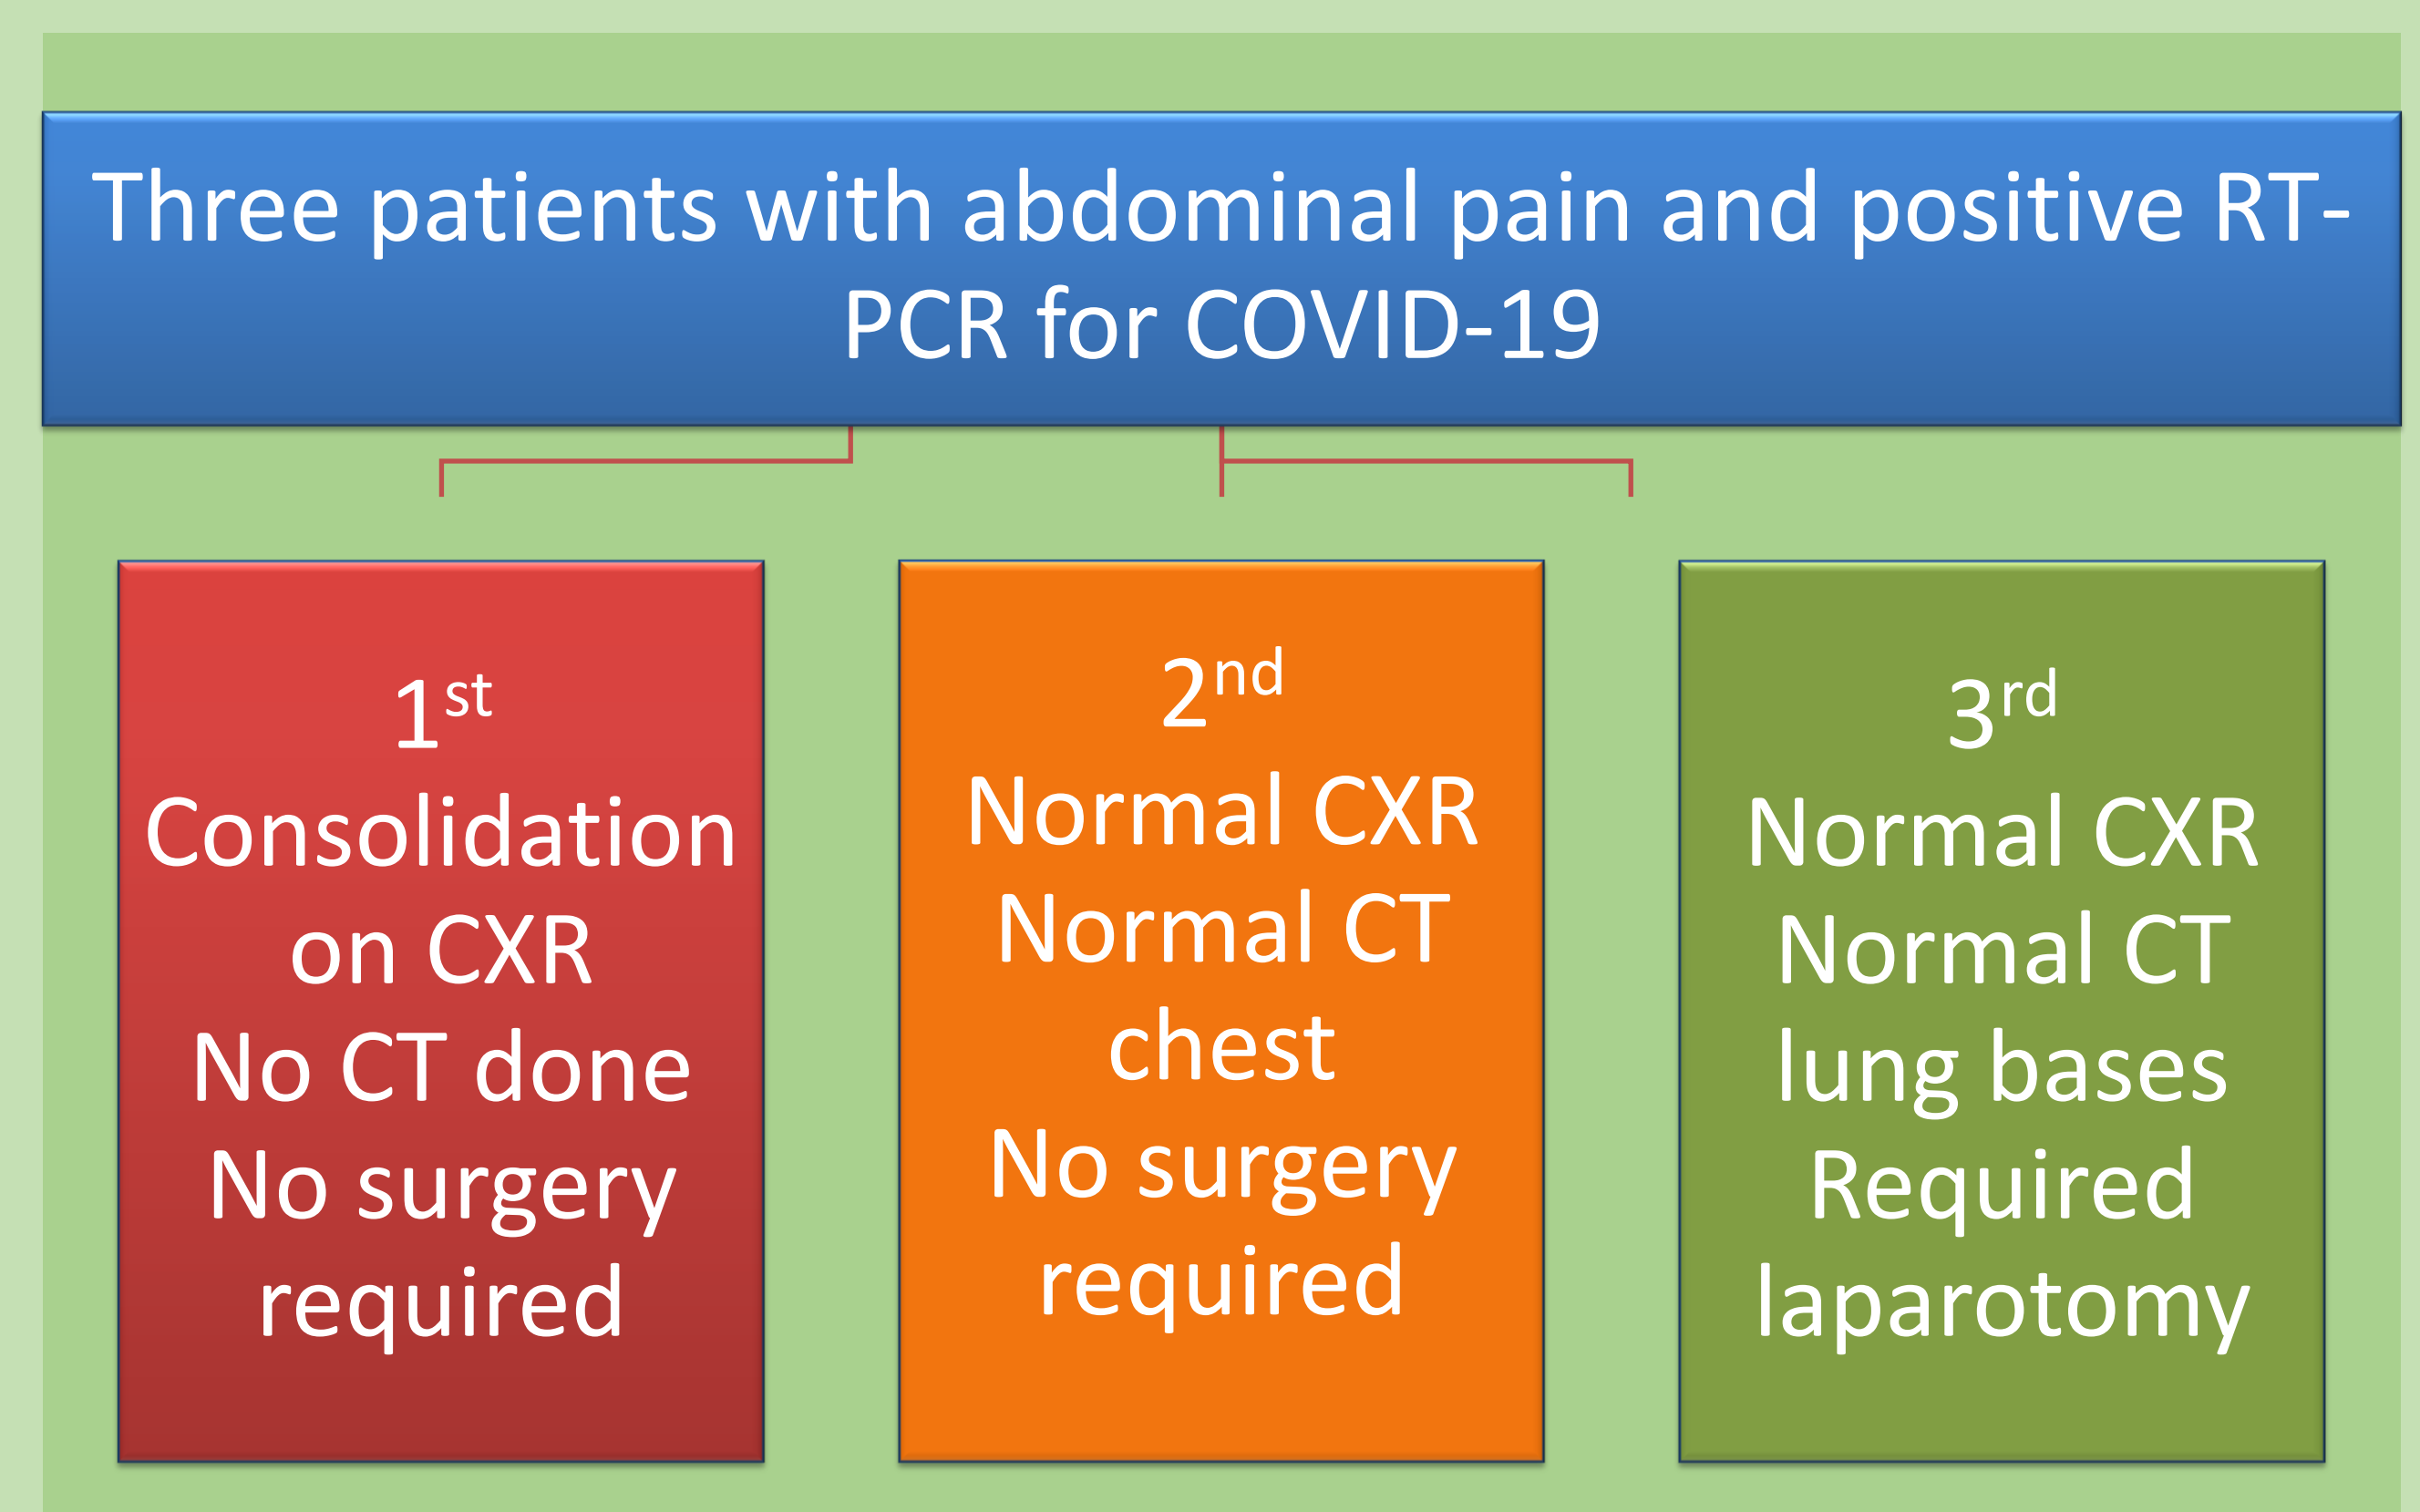 Three patients with abdominal pain and positive RT-
PCR for COVID-19
1st
Consolidation
on CXR
No CT done
No surgery
required
2nd
Normal CXR
Normal CT
chest
No surgery
required
3rd
Normal CXR
Normal CT
lung bases
Required
laparotomy